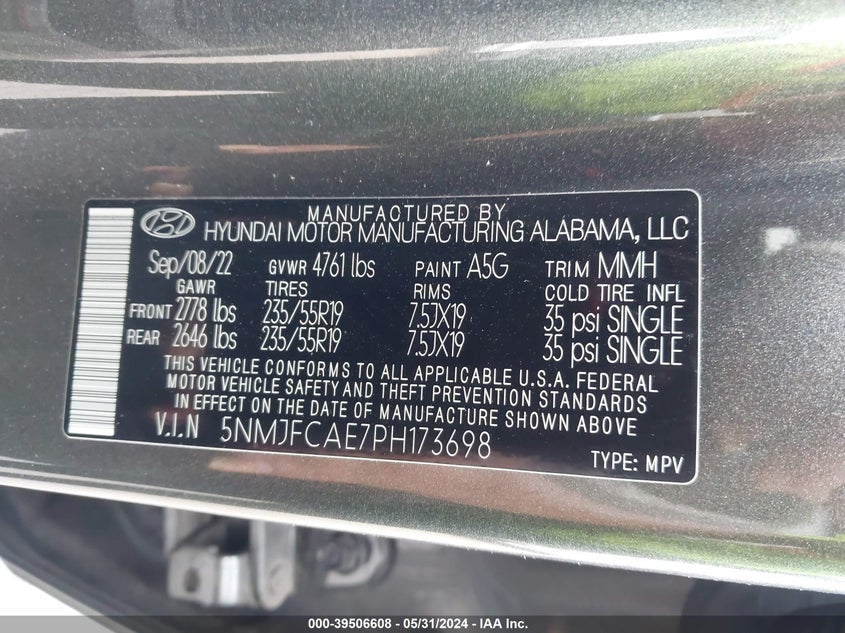 MANUFACTURED BY
HYUNDAI MOTOR MANUFACTURING ALABAMA, LLC
Sep/08/22 GVWR 4761 lbs PAINT A5G TRIM MMH
GAWR TIRES RIMS COLD TIRE INFL
FRONT 2778 lbs 235/55R19 7.5JX19 35 psi SINGLE
REAR 2646 lbs 235/55R19 7.5JX19 35 psi SINGLE
THIS VEHICLE CONFORMS TO ALL APPLICABLE U.S.A. FEDERAL
MOTOR VEHICLE SAFETY AND THEFT PREVENTION STANDARDS
IN EFFECT ON THE DATE OF MANUFACTURE SHOWN ABOVE
V.I.N 5NMJFCAE7PH173698
TYPE: MPV
000-39506608 - 05/31/2024 - IAA Inc.